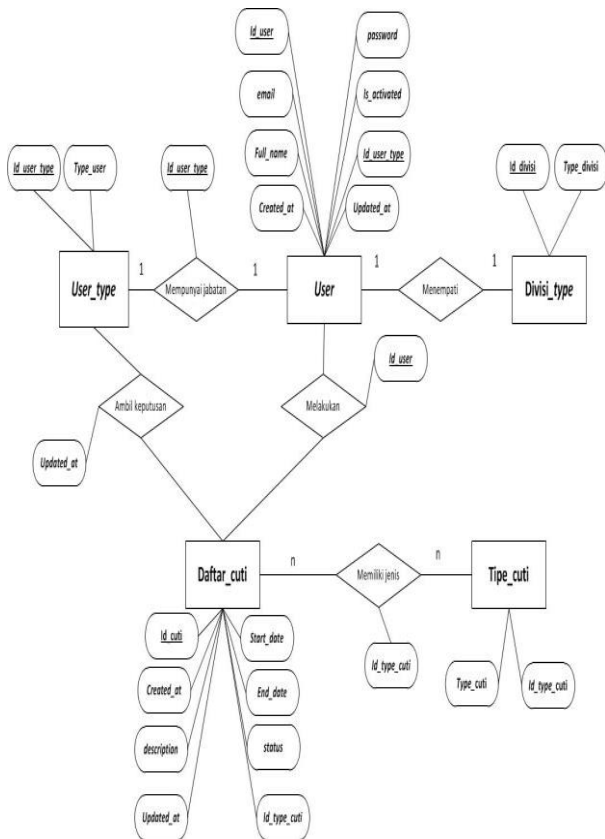 Id_user
password
email
Is_activated
Id_user_type
Type_user
Id_user_type
Full_name
Id_user_type
Id_divisi
Type_divisi
Created_at
Updated_at
User_type
1
Mempunyai jabatan
1
User
1
Menempati
1
Divisi_type
Id_user
Ambil keputusan
Melakukan
Updated_at
Daftar_cuti
n
Memiliki jenis
n
Tipe_cuti
Id_cuti
Start_date
Id_type_cuti
Created_at
End_date
Type_cuti
Id_type_cuti
description
status
Updated_at
Id_type_cuti